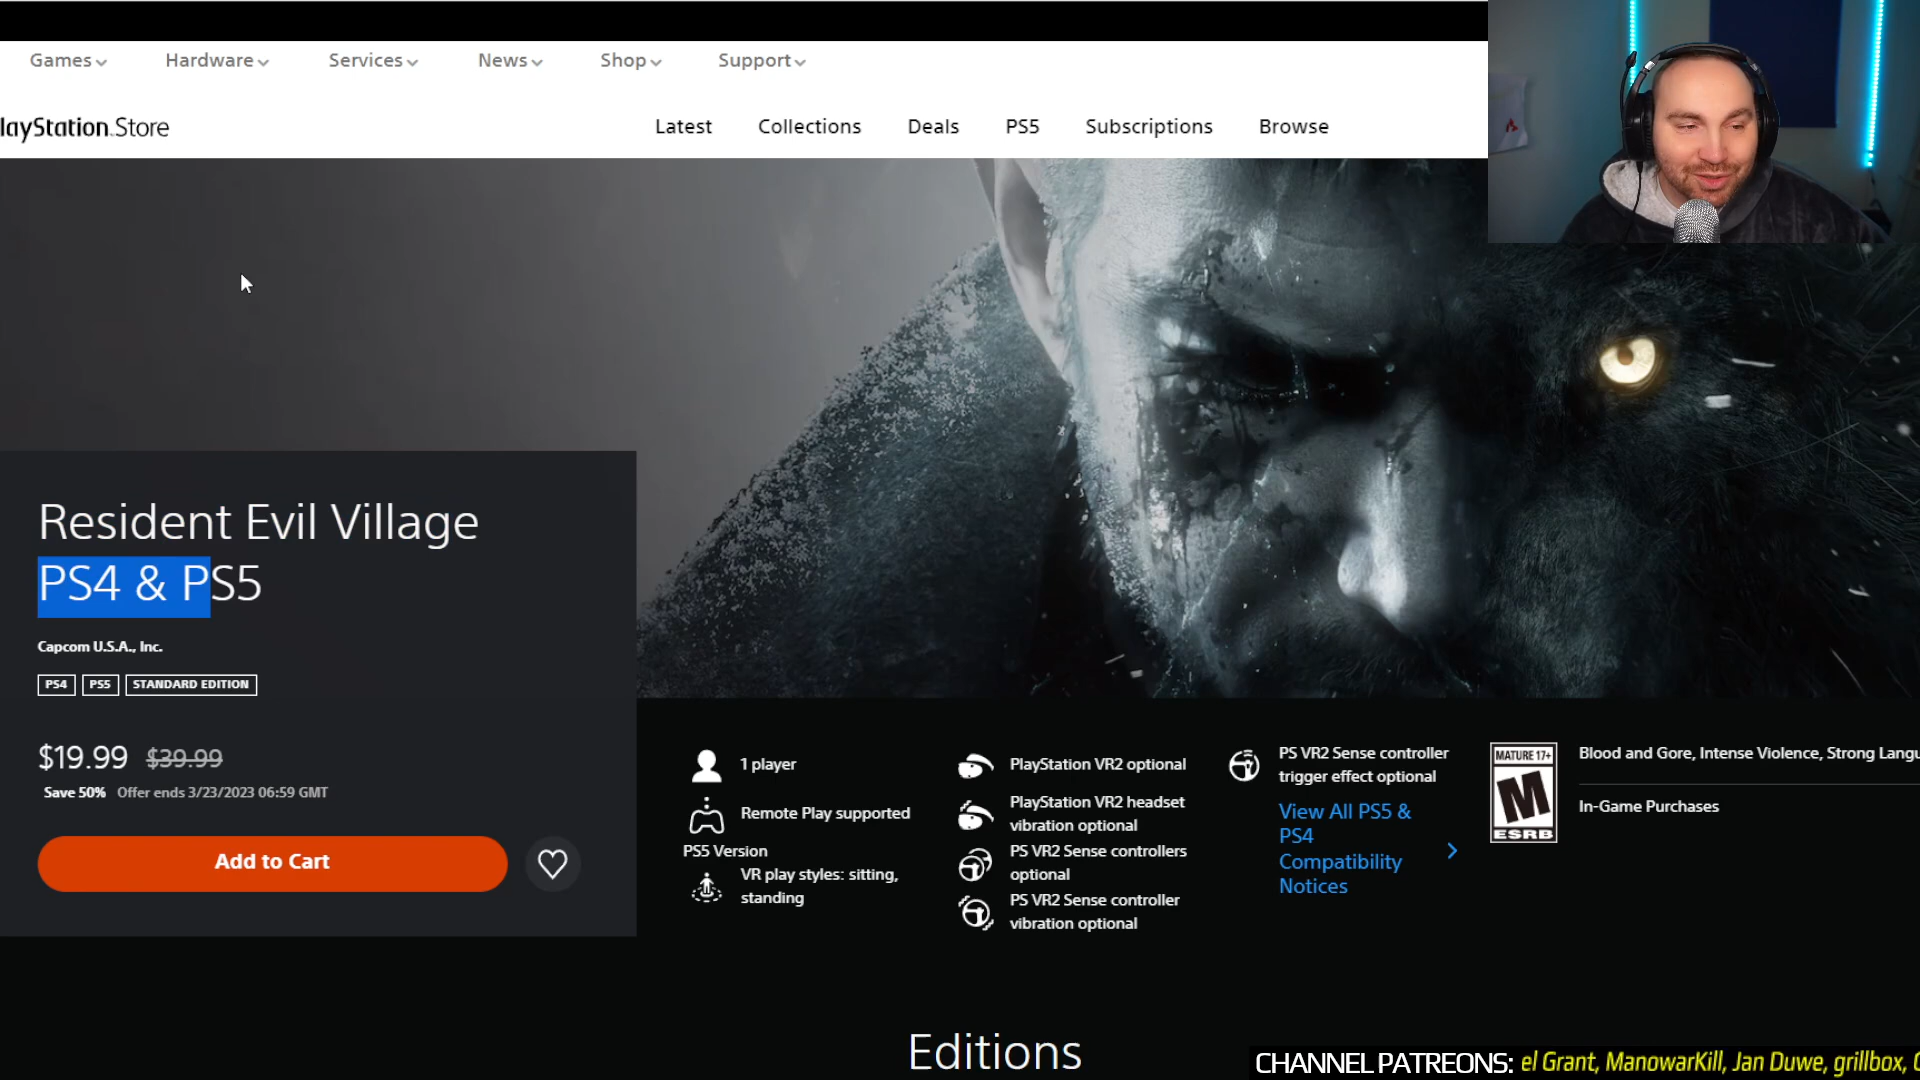 Games
Hardware
Services
News
Shop
Support
layStation Store
Latest
Collections
Deals
PS5
Subscriptions
Browse
Resident Evil Village
PS4 & PS5
Capcom U.S.A., Inc.
PS4
PS5
STANDARD EDITION
$19.99
$39.99
Save 50%
Offer ends 3/23/2023 06:59 GMT
Add to Cart
1 player
Remote Play supported
PS5 Version
VR play styles: sitting,
standing
PlayStation VR2 optional
PlayStation VR2 headset
vibration optional
PS VR2 Sense controllers
optional
PS VR2 Sense controller
vibration optional
PS VR2 Sense controller
trigger effect optional
View All PS5 &
PS4
Compatibility
Notices
MATURE 17+
M
ESRB
Blood and Gore, Intense Violence, Strong Langu
In-Game Purchases
Editions
CHANNEL PATREONS: el Grant, ManowarKill, Jan Duwe, grillbox,